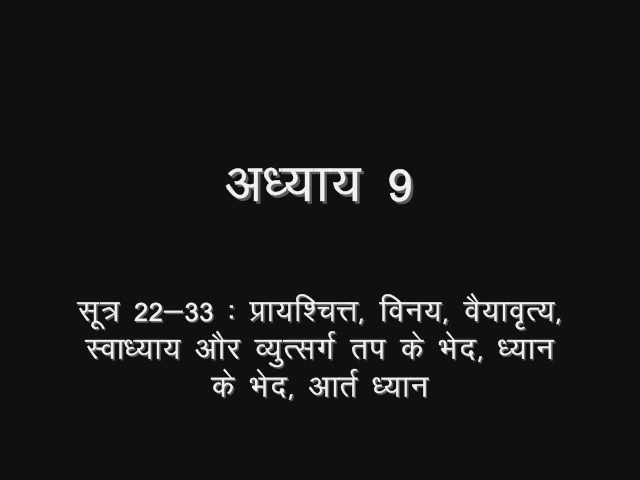 अध्याय 9
सूत्र 22–33 : प्रायश्चित्त, विनय, वैयावृत्य,
स्वाध्याय और व्युत्सर्ग तप के भेद, ध्यान
के भेद, आर्त ध्यान